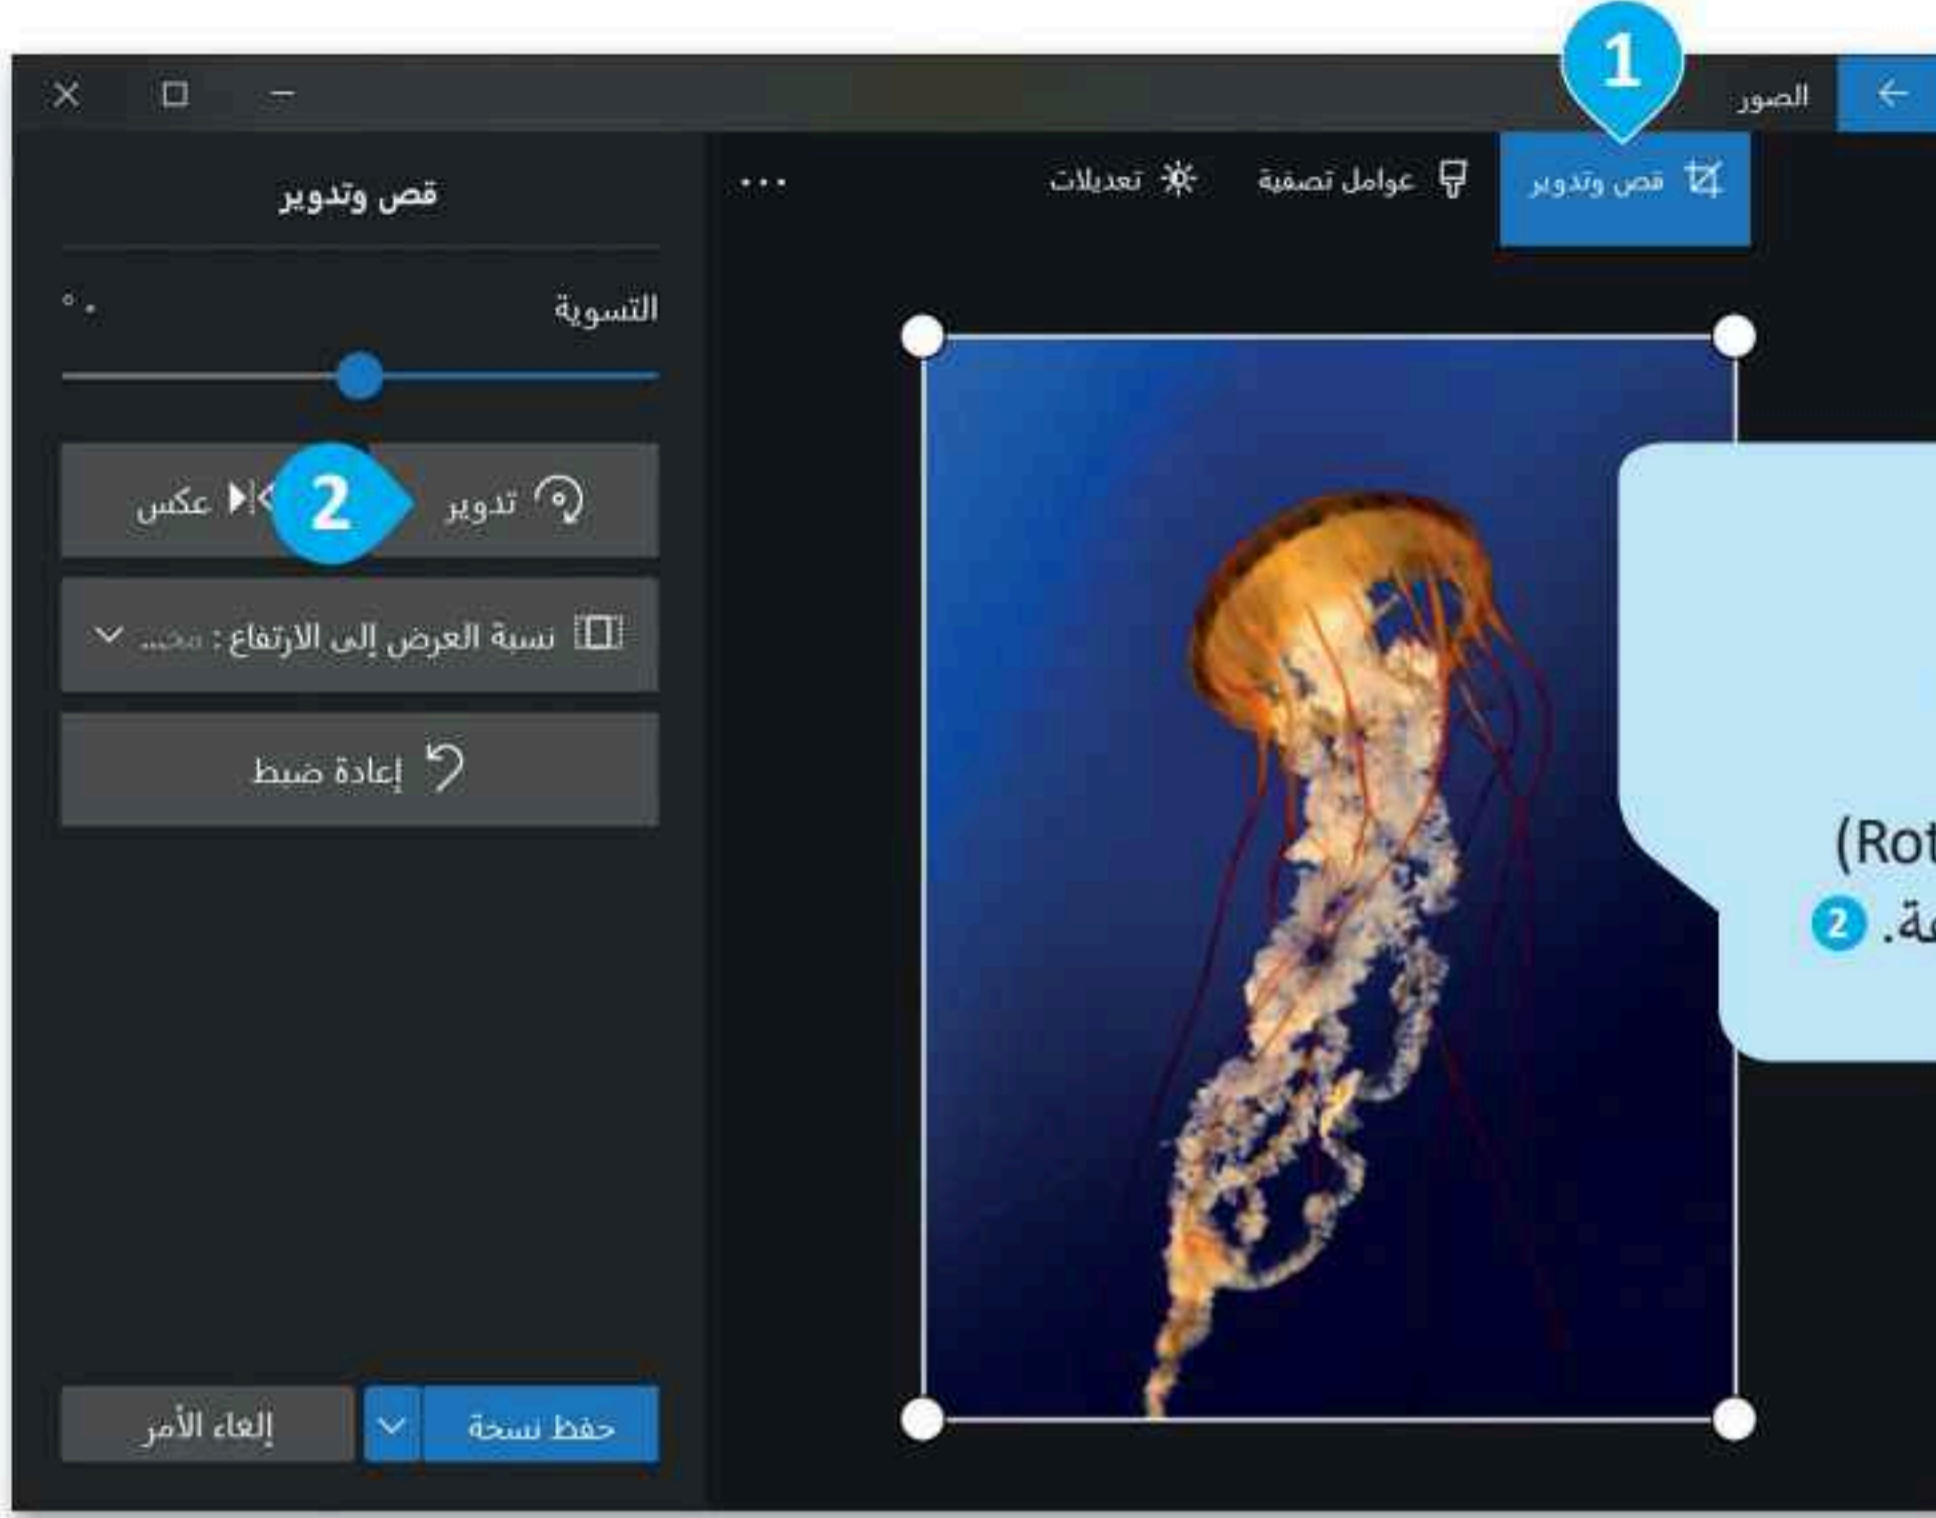 1
الصور
قص وتدوير
عوامل تصفية
تعديلات
...
قص وتدوير
التسوية
٠°
تدوير
2
عكس
نسبة العرض إلى الارتفاع :
إعادة ضبط
(Rot
2
حفظ نسخة
إلغاء الأمر